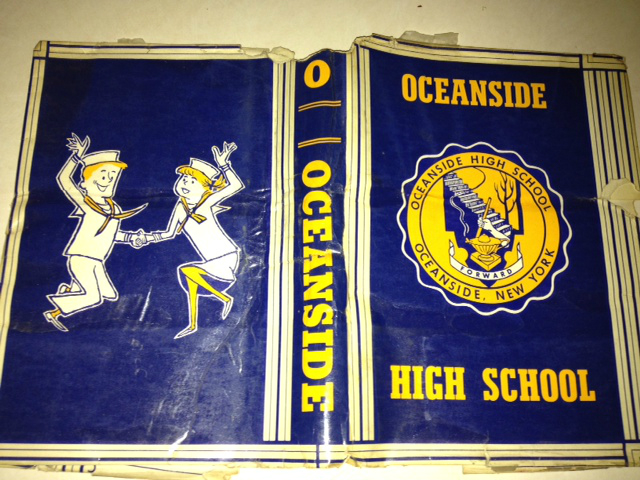 O
OCEANSIDE
OCEANSIDE
OCEANSIDE HIGH SCHOOL
FORWARD
OCEANSIDE, NEW YORK
HIGH SCHOOL